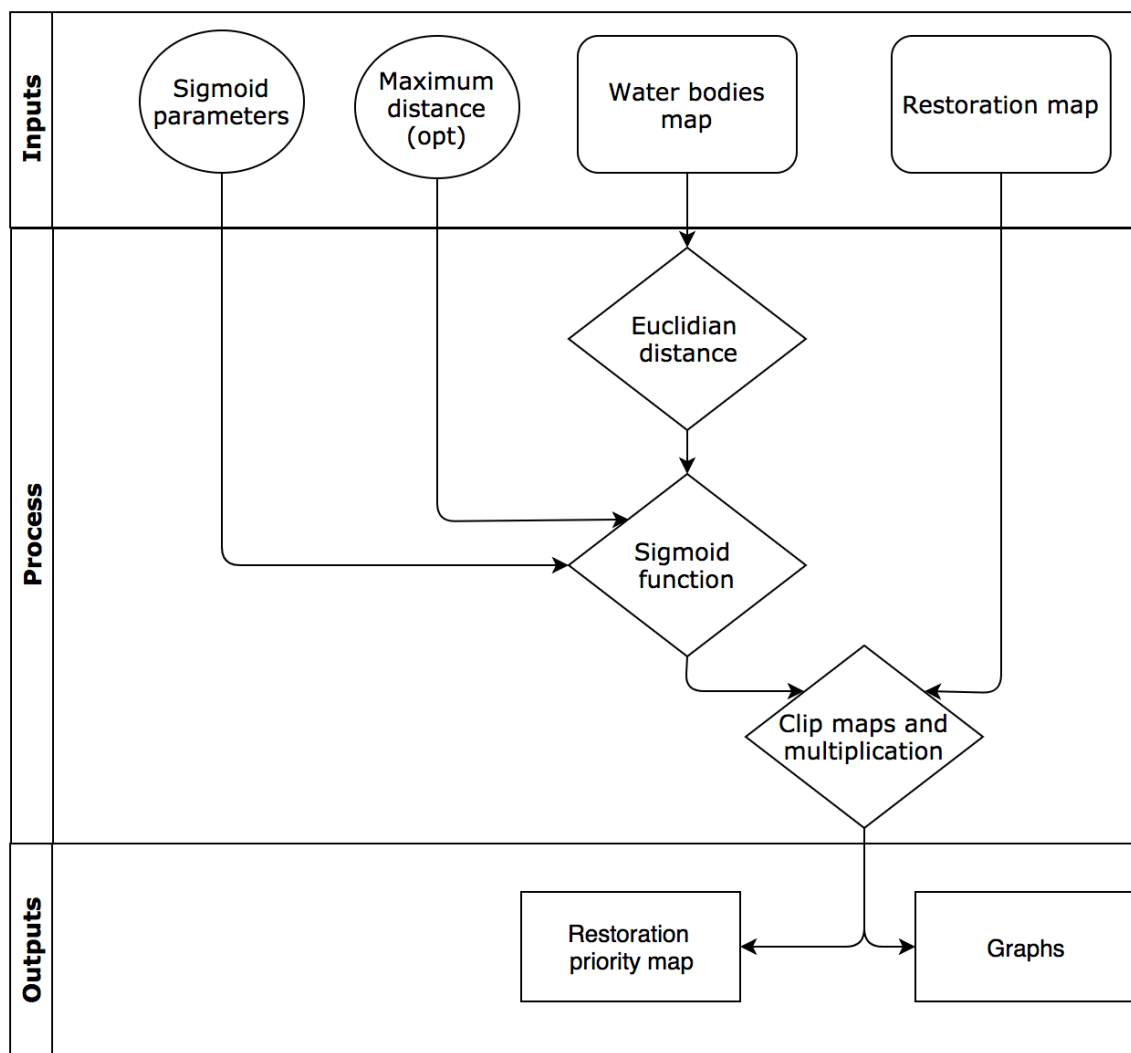 Inputs
Sigmoid
parameters
Maximum
distance
(opt)
Water bodies
map
Restoration map
Process
Euclidian
distance
Sigmoid
function
Clip maps and
multiplication
Outputs
Restoration
priority map
Graphs